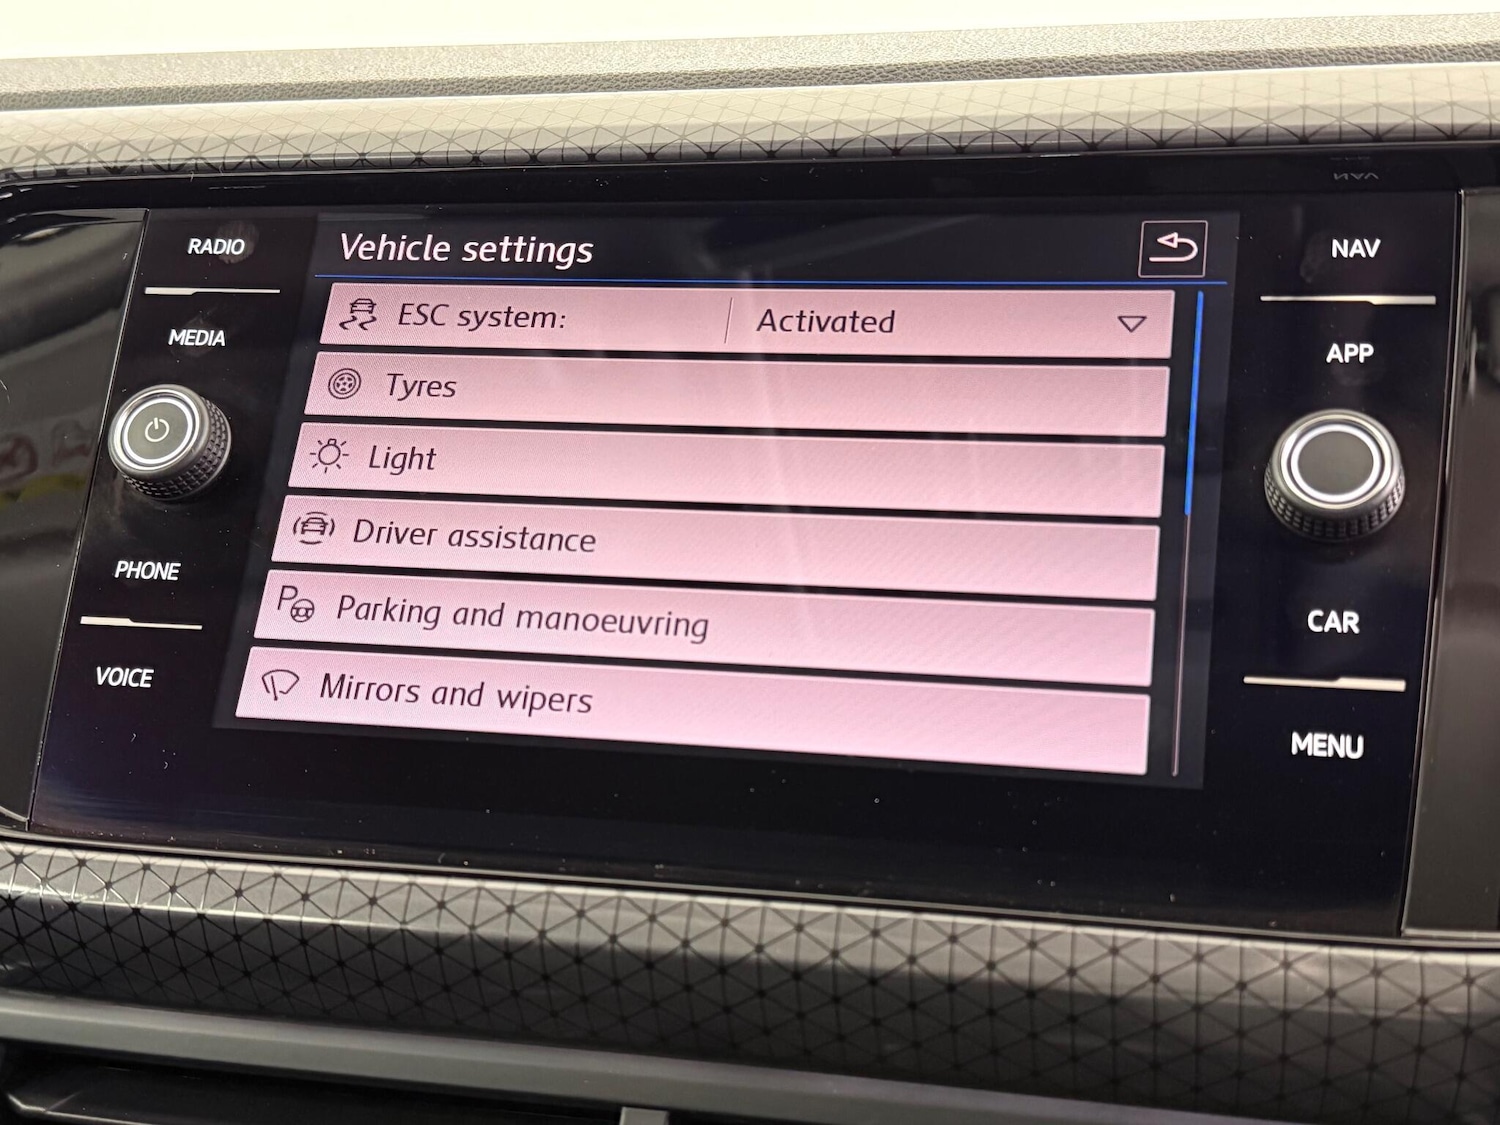 RADIO
MEDIA
PHONE
VOICE
Vehicle settings
ESC system: Activated
Tyres
Light
Driver assistance
Parking and manoeuvring
Mirrors and wipers
NAV
APP
CAR
MENU